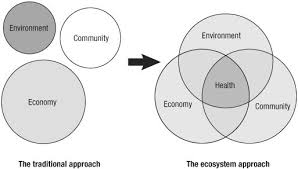 Environment
Community
Economy
The traditional approach
Environment
Health
Economy
Community
The ecosystem approach